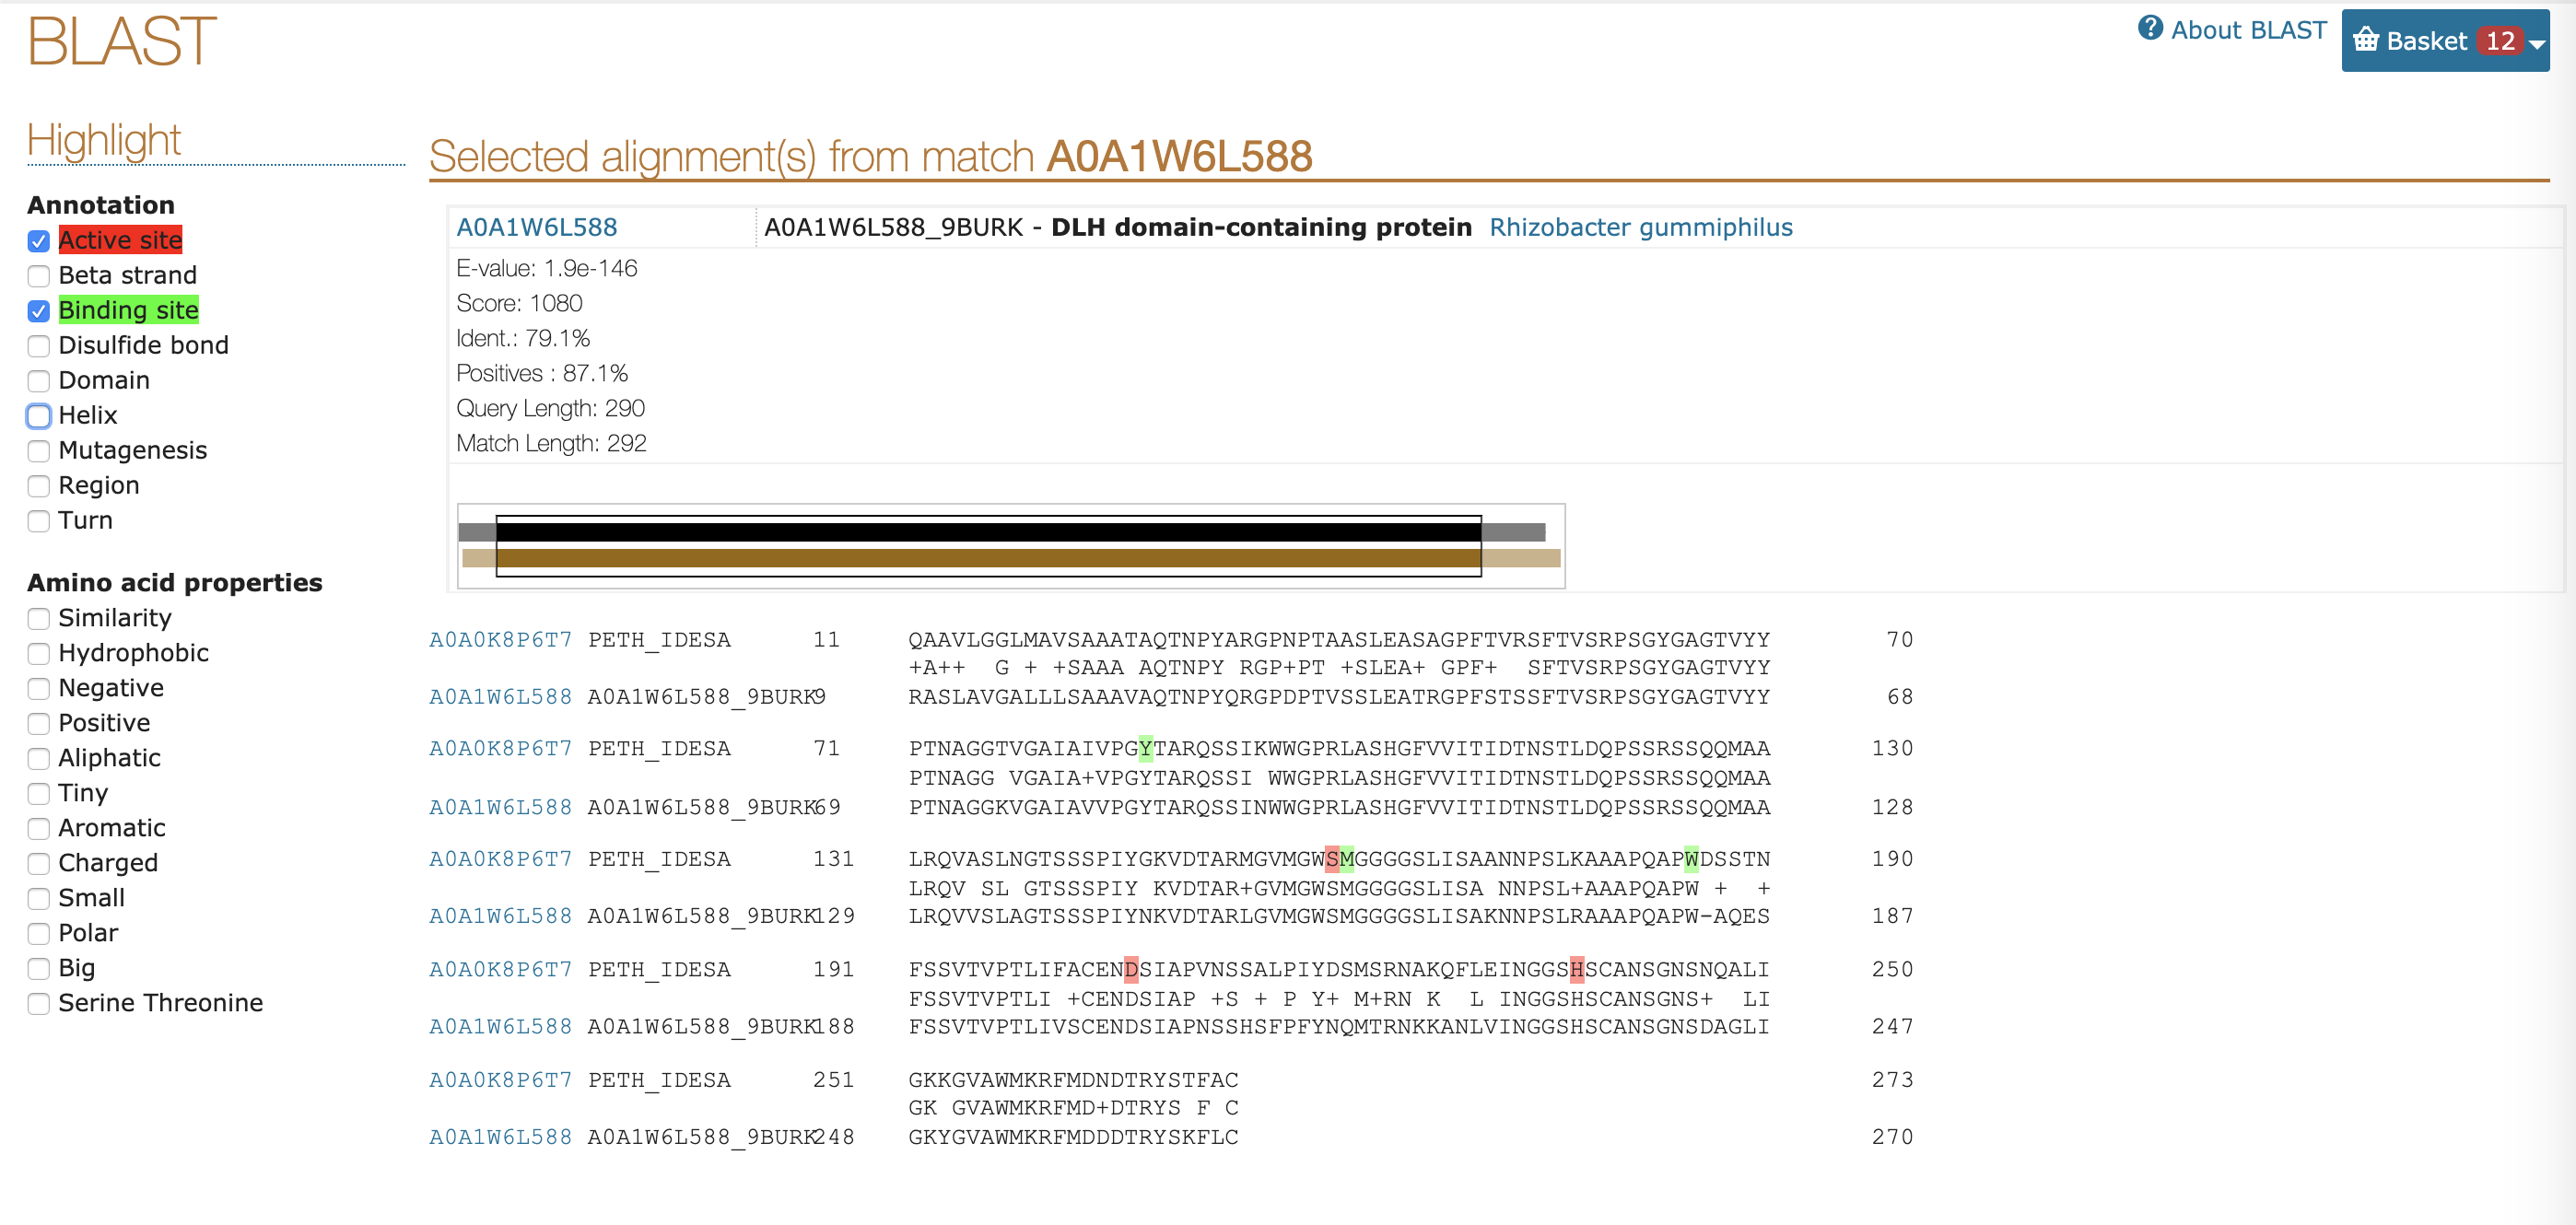 BLAST
About BLAST
Basket 12
Highlight
Annotation
Active site
Beta strand
Binding site
Disulfide bond
Domain
Helix
Mutagenesis
Region
Turn
Amino acid properties
Similarity
Hydrophobic
Negative
Positive
Aliphatic
Tiny
Aromatic
Charged
Small
Polar
Big
Serine Threonine
Selected alignment(s) from match A0A1W6L588
A0A1W6L588 A0A1W6L588_9BURK - DLH domain-containing protein Rhizobacter gummiphilus
E-value: 1.9e-146
Score: 1080
Ident.: 79.1%
Positives : 87.1%
Query Length: 290
Match Length: 292
A0A0K8P6T7 PETH_IDESA 11 QAAVLGGLMAVSAAATAQTNPYARGPNPTAASLEASAGPFTVRSFTVSRPSGYGAGTVYY 70
+A++  G + +SAAA AQTNPY RGP+PT +SLEA+ GPF+  SFTVSRPSGYGAGTVYY
A0A1W6L588 A0A1W6L588_9BURK9 RASLAVGALLLSAAAVAQTNPYQRGPDPTVSSLEATRGPFSTSSFTVSRPSGYGAGTVYY 68
A0A0K8P6T7 PETH_IDESA 71 PTNAGGTVGAIAIVPGYTARQSSIKWWGPRLASHGFVVITIDTNSTLDQPSSRSSQQMAA 130
PTNAGG VGAIA+VPGYTARQSSI WWGPRLASHGFVVITIDTNSTLDQPSSRSSQQMAA
A0A1W6L588 A0A1W6L588_9BURK69 PTNAGGKVGAIAVVPGYTARQSSINWWGPRLASHGFVVITIDTNSTLDQPSSRSSQQMAA 128
A0A0K8P6T7 PETH_IDESA 131 LRQVASLNGTSSSPIYGKVDTARMGVMGWSMGGGGSLISAANNPSLKAAAPQAPWDSSTN 190
LRQV SL GTSSSPIY KVDTAR+GVMGWSMGGGGSLISA NNPSL+AAAPQAPW +  +
A0A1W6L588 A0A1W6L588_9BURK129 LRQVVSLAGTSSSPIYNKVDTARLGVMGWSMGGGGSLISAKNNPSLRAAAPQAPW-AQES 187
A0A0K8P6T7 PETH_IDESA 191 FSSVTVPTLIFACENDSIAPVNSSALPIYDSMSRNAKQFLEINGGSHSCANSGNSNQALI 250
FSSVTVPTLI +CENDSIAP +S + P Y+ M+RN K  L INGGSHSCANSGNS+  LI
A0A1W6L588 A0A1W6L588_9BURK188 FSSVTVPTLIVSCENDSIAPNSSHSFPFYNQMTRNKKANLVINGGSHSCANSGNSDAGLI 247
A0A0K8P6T7 PETH_IDESA 251 GKKGVAWMKRFMDNDTRYSTFAC 273
GK GVAWMKRFMD+DTRYS F C
A0A1W6L588 A0A1W6L588_9BURK248 GKYGVAWMKRFMDDDTRYSKFLC 270